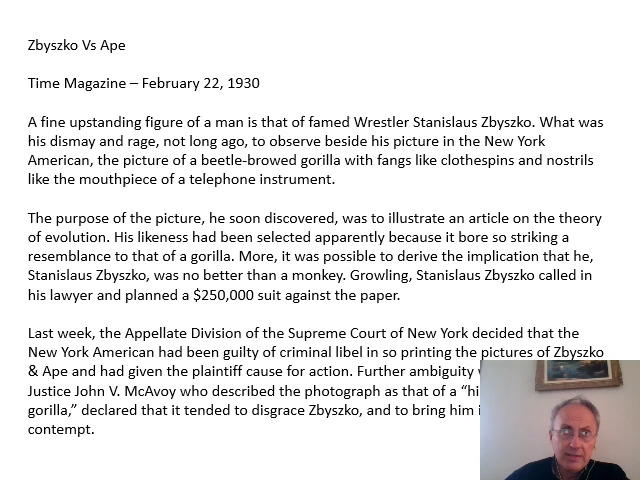 Zbyszko Vs Ape
Time Magazine – February 22, 1930
A fine upstanding figure of a man is that of famed Wrestler Stanislaus Zbyszko. What was
his dismay and rage, not long ago, to observe beside his picture in the New York
American, the picture of a beetle-browed gorilla with fangs like clothespins and nostrils
like the mouthpiece of a telephone instrument.
The purpose of the picture, he soon discovered, was to illustrate an article on the theory
of evolution. His likeness had been selected apparently because it bore so striking a
resemblance to that of a gorilla. More, it was possible to derive the implication that he,
Stanislaus Zbyszko, was no better than a monkey. Growling, Stanislaus Zbyszko called in
his lawyer and planned a $250,000 suit against the paper.
Last week, the Appellate Division of the Supreme Court of New York decided that the
New York American had been guilty of criminal libel in so printing the pictures of Zbyszko
& Ape and had given the plaintiff cause for action. Further ambiguity
Justice John V. McAvoy who described the photograph as that of a
gorilla,” declared that it tended to disgrace Zbyszko, and to bring him
contempt.